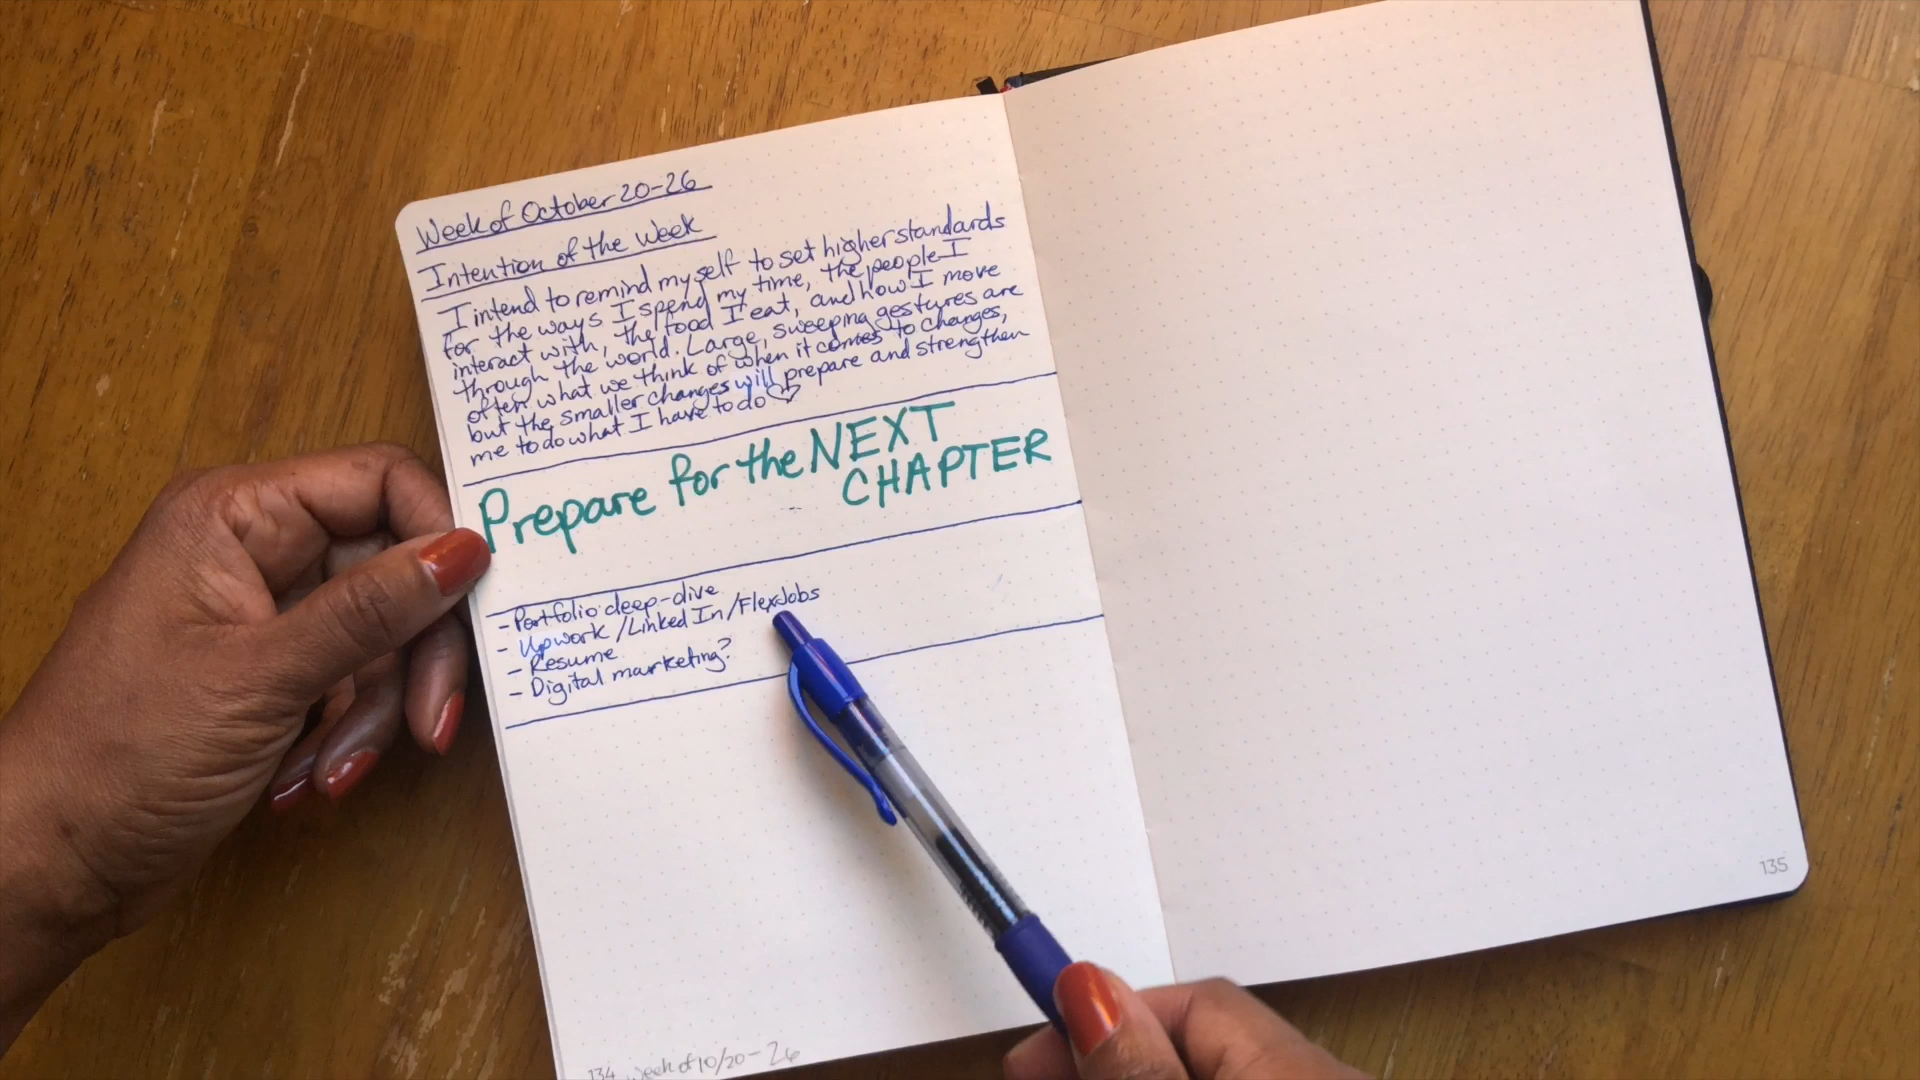 Week of October 20-26
Intention of the Week
I intend to remind myself to set higher standards
for the ways I spend my time, the people I
interact with, the food I eat, and how I move
through the world. Large, sweeping gestures are
often what we think of when it comes to changes,
but the smaller changes will prepare and strengthen
me to do what I have to do
Prepare for the NEXT
CHAPTER
- Portfolio deep-dive
- Upwork/LinkedIn/FlexJobs
- Resume
- Digital marketing?
134 week of 10/20-26
135